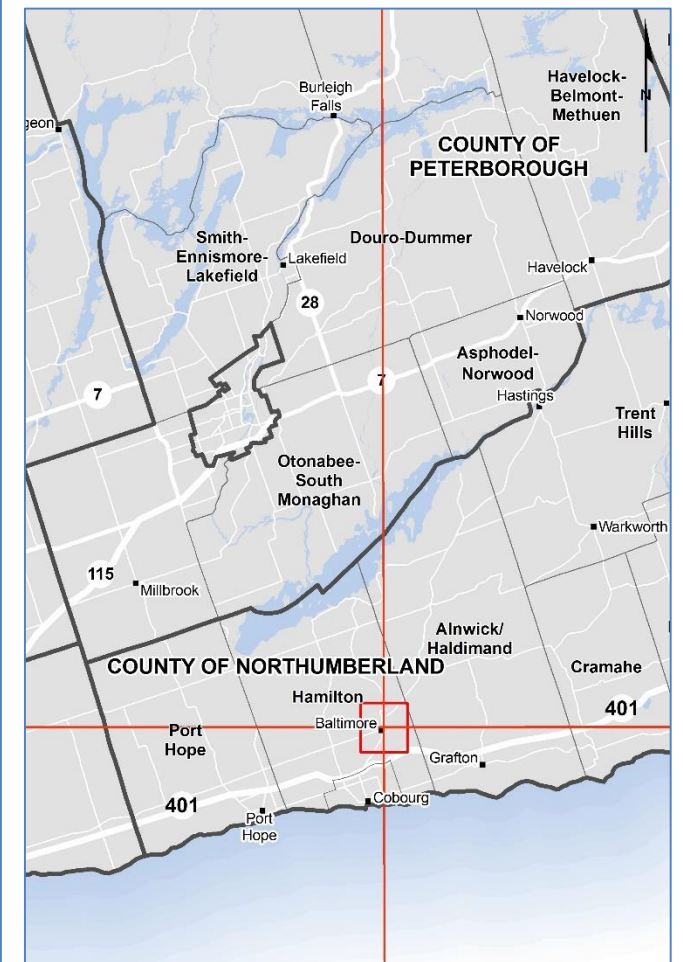 Burleigh
Falls
Havelock-
Belmont-
Methuen
N
geon
COUNTY OF
PETERBOROUGH
Smith-
Ennismore-
Lakefield
Douro-Dummer
Lakefield
Havelock
28
Norwood
Asphodel-
Norwood
7
7
Hastings
Trent
Hills
Otonabee-
South
Monaghan
Warkworth
115
Millbrook
Alnwick/
Haldimand
COUNTY OF NORTHUMBERLAND
Cramahe
Hamilton
401
Baltimore
Port
Hope
Grafton
401
Cobourg
Port
Hope